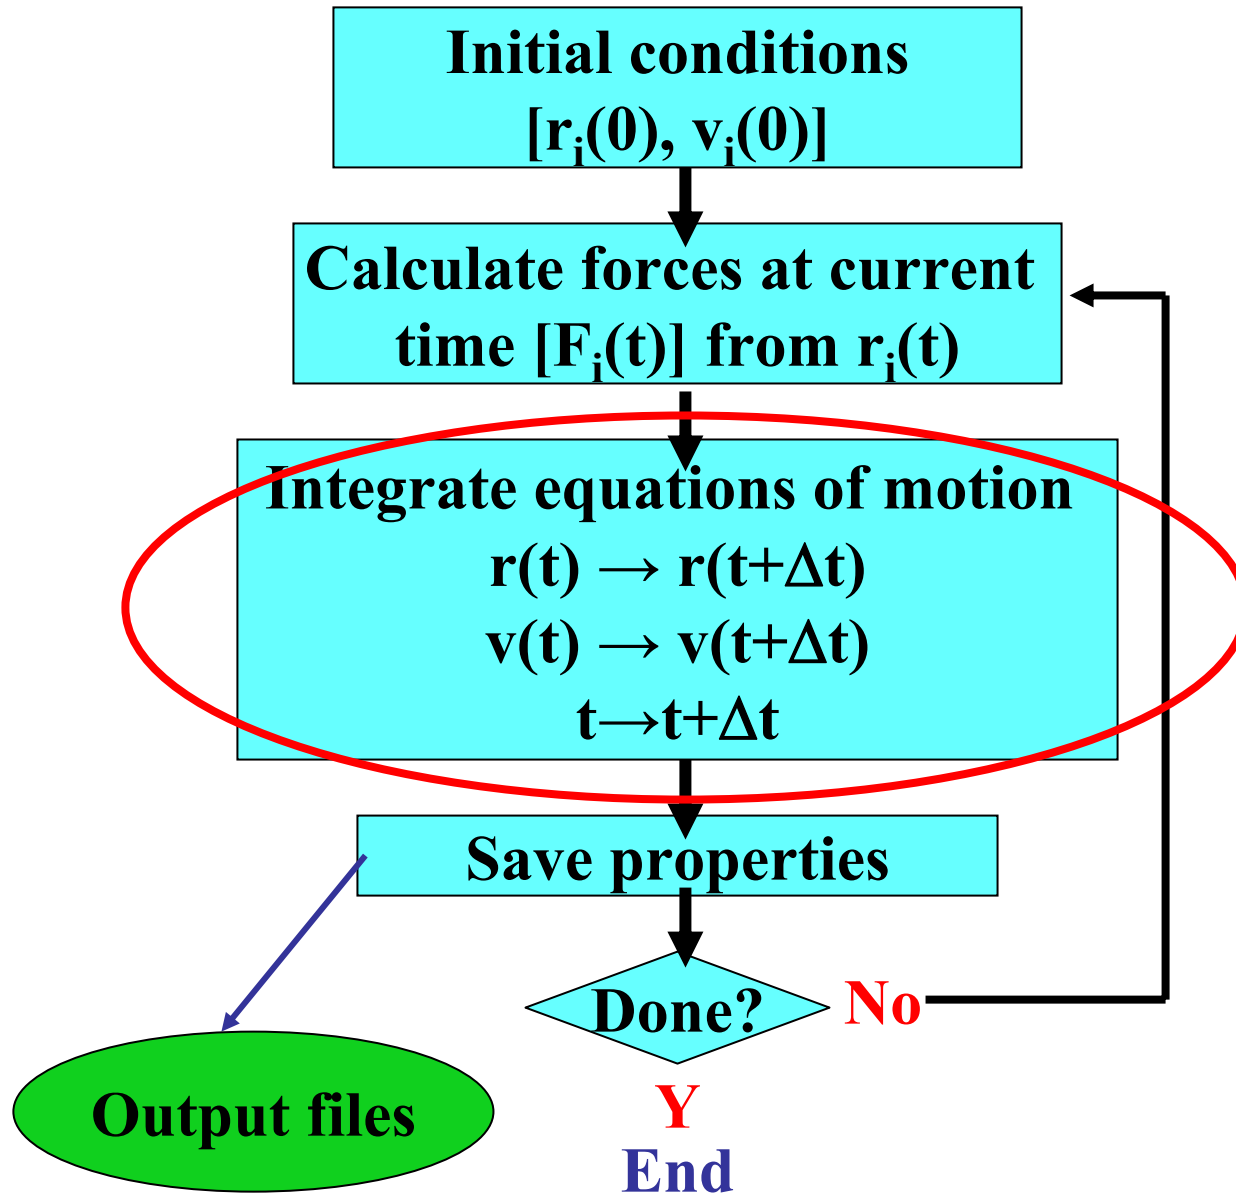 Initial conditions
[rᵢ(0), vᵢ(0)]
Calculate forces at current
time [Fᵢ(t)] from rᵢ(t)
Integrate equations of motion
r(t) → r(t+Δt)
v(t) → v(t+Δt)
t→t+Δt
Save properties
Done?
No
Output files
Y
End